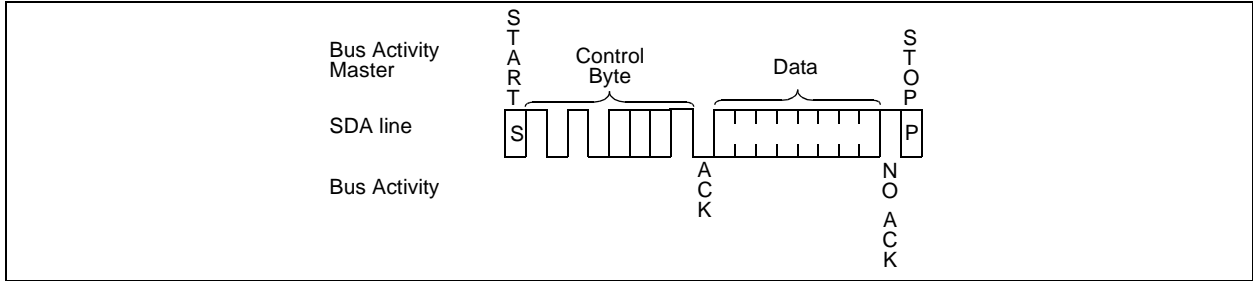 Bus Activity
Master
START
Control
Byte
Data
STOP
SDA line
S
P
Bus Activity
ACK
NO ACK